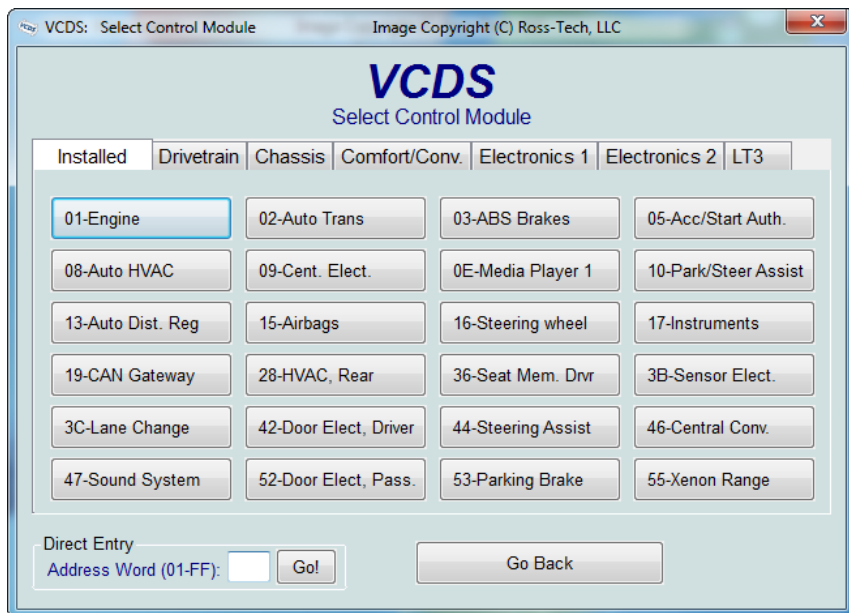 VCDS: Select Control Module Image Copyright (C) Ross-Tech, LLC
VCDS
Select Control Module
Installed Drivetrain Chassis Comfort/Conv. Electronics 1 Electronics 2 LT3
01-Engine 02-Auto Trans 03-ABS Brakes 05-Acc/Start Auth.
08-Auto HVAC 09-Cent. Elect. 0E-Media Player 1 10-Park/Steer Assist
13-Auto Dist. Reg 15-Airbags 16-Steering wheel 17-Instruments
19-CAN Gateway 28-HVAC, Rear 36-Seat Mem. Drvr 3B-Sensor Elect.
3C-Lane Change 42-Door Elect, Driver 44-Steering Assist 46-Central Conv.
47-Sound System 52-Door Elect, Pass. 53-Parking Brake 55-Xenon Range
Direct Entry
Address Word (01-FF): Go! Go Back